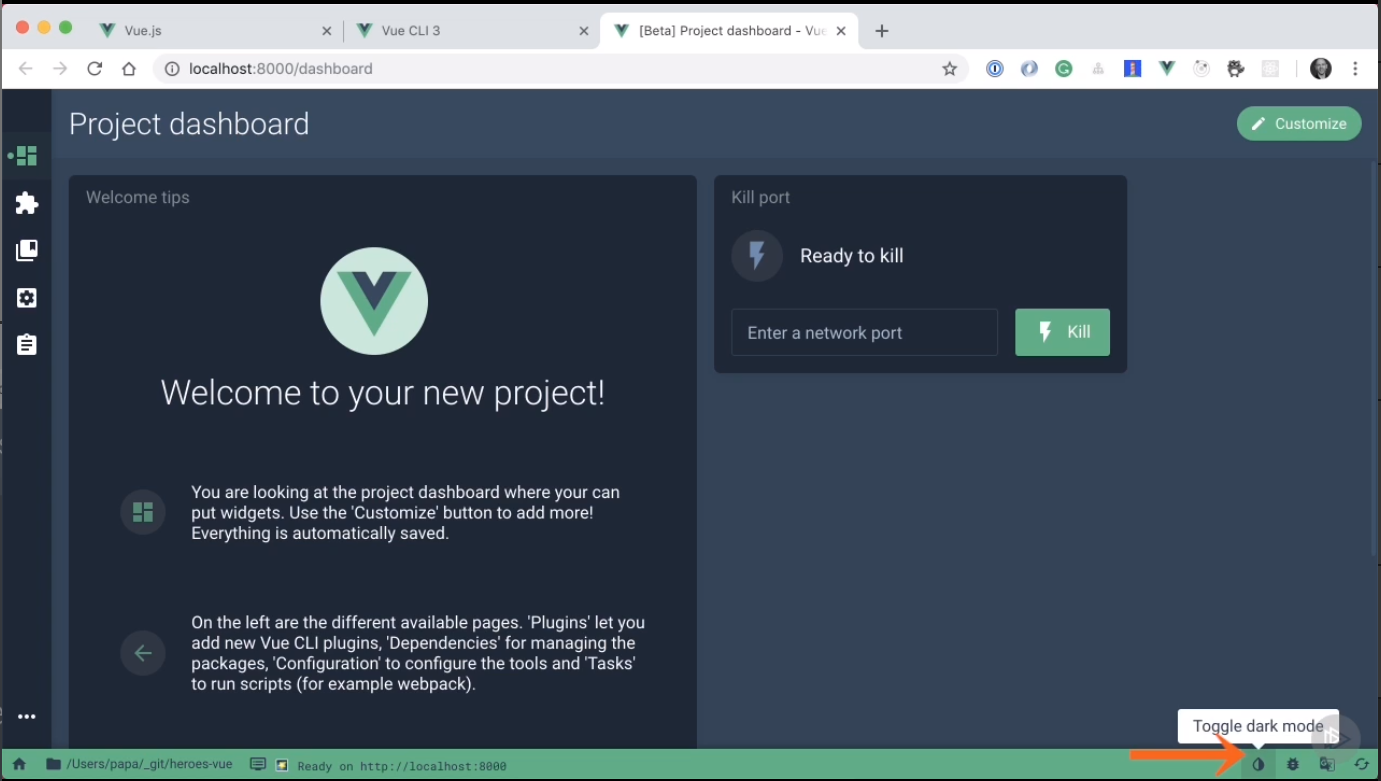 Vue.js
Vue CLI 3
[Beta] Project dashboard - Vue
localhost:8000/dashboard
Project dashboard
Customize
Welcome tips
Welcome to your new project!
You are looking at the project dashboard where your can
put widgets. Use the 'Customize' button to add more!
Everything is automatically saved.
On the left are the different available pages. 'Plugins' let you
add new Vue CLI plugins, 'Dependencies' for managing the
packages, 'Configuration' to configure the tools and 'Tasks'
to run scripts (for example webpack).
Kill port
Ready to kill
Enter a network port
Kill
Toggle dark mode
/Users/papa/_git/heroes-vue
Ready on http://localhost:8000